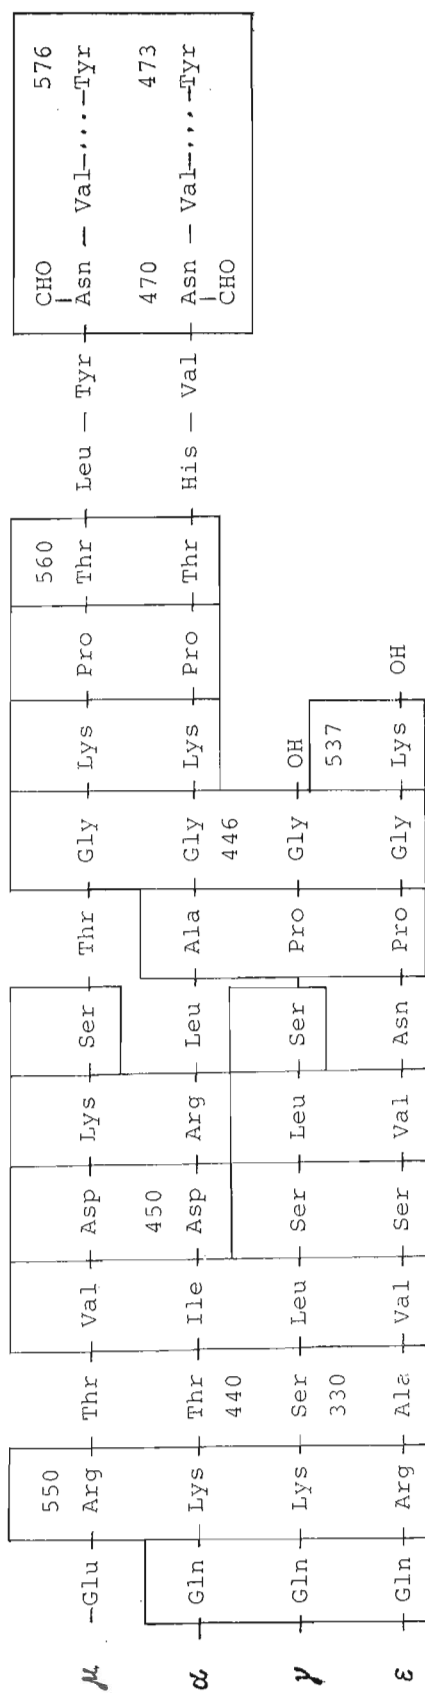 CHO 576
550 560
μ –Glu — Arg — Thr — Val — Asp — Lys — Ser — Thr — Gly — Lys — Pro — Thr — Leu — Tyr — Asn — Val—...—Tyr
450 470 473
α Gln — Lys — Thr — Ile — Asp — Arg — Leu — Ala — Gly — Lys — Pro — Thr — His — Val — Asn — Val—...—Tyr
440 446 CHO
γ Gln — Lys — Ser — Leu — Ser — Leu — Ser — Pro — Gly — OH
330 537
ε Gln — Arg — Ala — Val — Ser — Val — Asn — Pro — Gly — Lys — OH